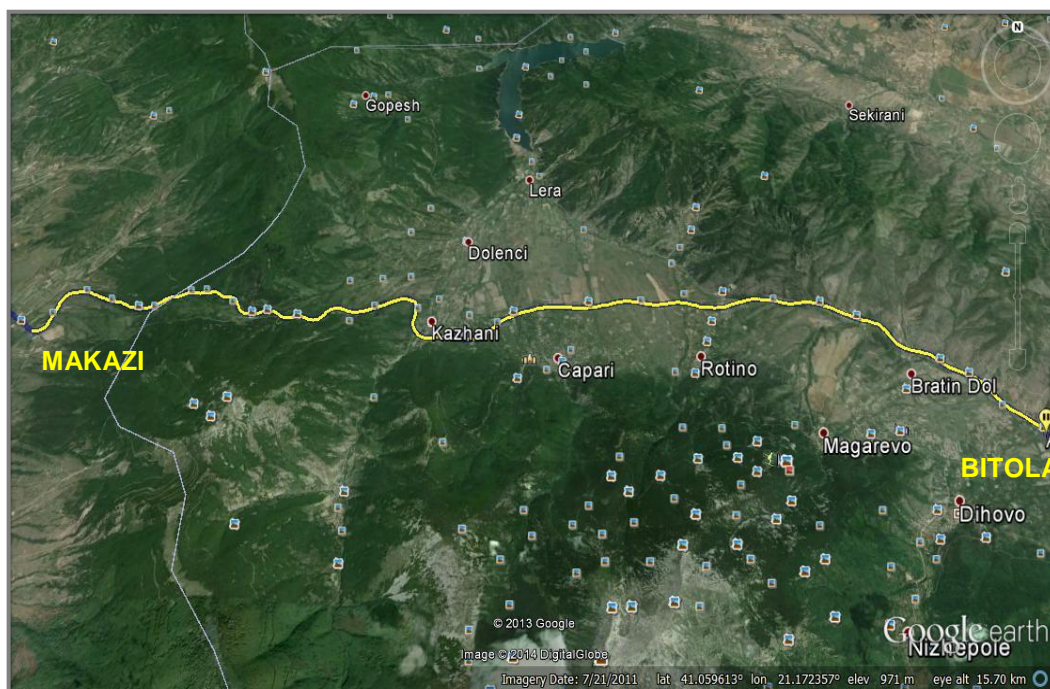 N
Gopesh
Sekirani
Lera
Dolenci
Kazhani
MAKAZI
Capari
Rotino
Bratin Dol
Magarevo
BITOLA
Dihovo
© 2013 Google
Google earth
Nizhepole
Image © 2014 DigitalGlobe
Imagery Date: 7/21/2011 lat 41.059613° lon 21.172357° elev 971 m eye alt 15.70 km